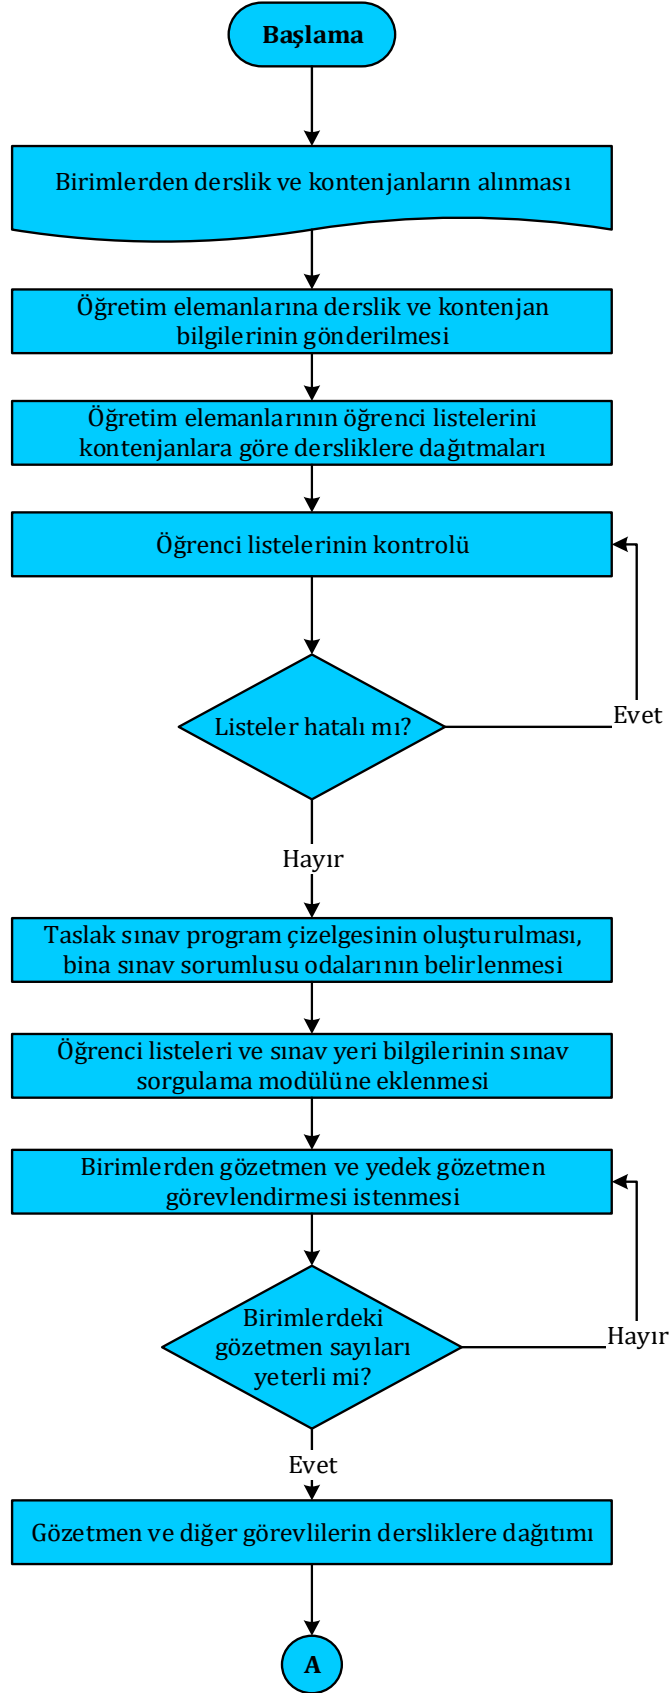 Başlama
Birimlerden derslik ve kontenjanların alınması
Öğretim elemanlarına derslik ve kontenjan
bilgilerinin gönderilmesi
Öğretim elemanlarının öğrenci listelerini
kontenjanlara göre dersliklere dağıtmaları
Öğrenci listelerinin kontrolü
Listeler hatalı mı?
Evet
Hayır
Taslak sınav program çizelgesinin oluşturulması,
bina sınav sorumlusu odalarının belirlenmesi
Öğrenci listeleri ve sınav yeri bilgilerinin sınav
sorgulama modülüne eklenmesi
Birimlerden gözetmen ve yedek gözetmen
görevlendirmesi istenmesi
Birimlerdeki
gözetmen sayıları
yeterli mi?
Hayır
Evet
Gözetmen ve diğer görevlilerin dersliklere dağıtımı
A